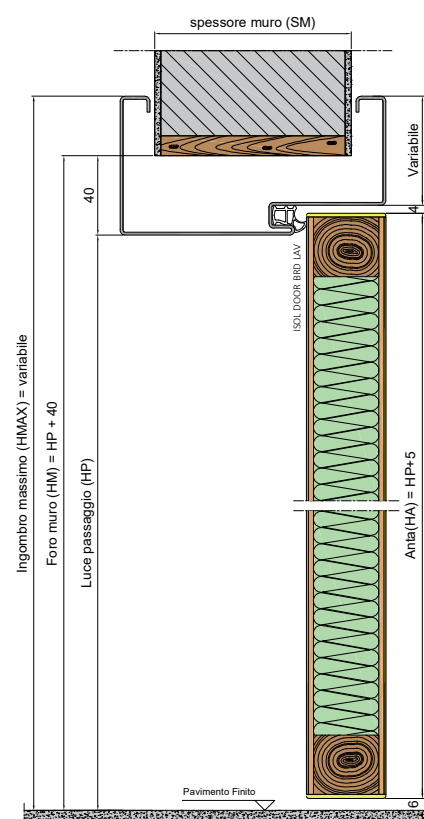 spessore muro (SM)
Variabile
40
4
ISOL DOOR BRD LAV
Ingombro massimo (HMAX) = variabile
Foro muro (HM) = HP + 40
Luce passaggio (HP)
Anta(HA) = HP+5
Pavimento Finito
6